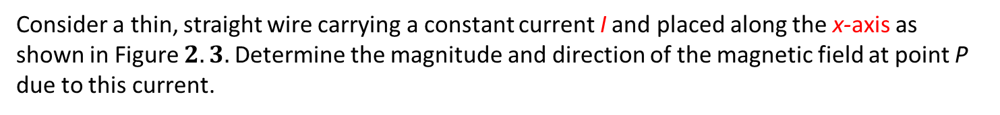 Consider a thin, straight wire carrying a constant current I and placed along the x-axis as
shown in Figure 2.3. Determine the magnitude and direction of the magnetic field at point P
due to this current.